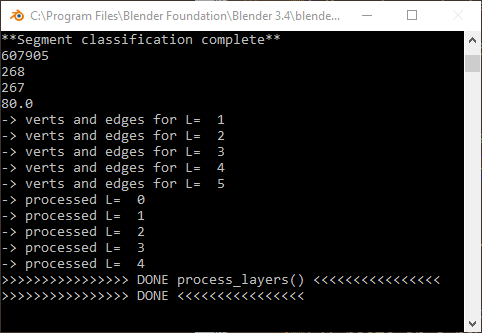 C:\Program Files\Blender Foundation\Blender 3.4\blende...
**Segment classification complete**
607905
268
267
80.0
-> verts and edges for L=  1
-> verts and edges for L=  2
-> verts and edges for L=  3
-> verts and edges for L=  4
-> verts and edges for L=  5
-> processed L=  0
-> processed L=  1
-> processed L=  2
-> processed L=  3
-> processed L=  4
>>>>>>>>>>>>>>>> DONE process_layers() <<<<<<<<<<<<<<<<
>>>>>>>>>>>>>>>> DONE <<<<<<<<<<<<<<<<